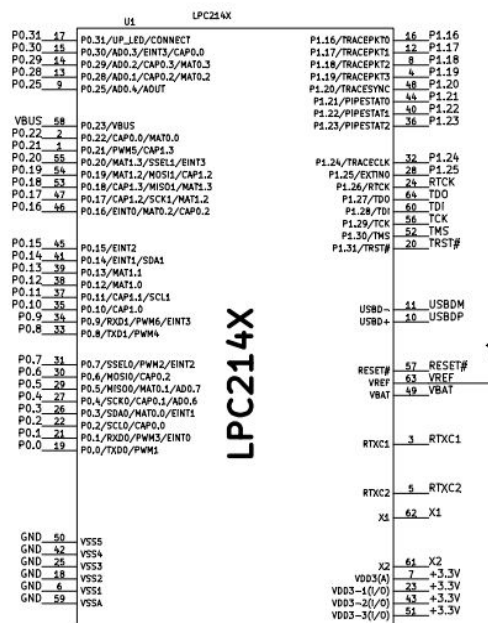 U1 LPC214X
P0.31 17 P0.31/UP_LED/CONNECT
P0.30 15 P0.30/AD0.3/EINT3/CAP0.0
P0.29 14 P0.29/AD0.2/CAP0.3/MAT0.3
P0.28 13 P0.28/AD0.1/CAP0.2/MAT0.2
P0.25 9 P0.25/AD0.4/AOUT
VBUS 58 P0.23/VBUS
P0.22 2 P0.22/CAP0.0/MAT0.0
P0.21 1 P0.21/PWM5/CAP1.3
P0.20 55 P0.20/MAT1.3/SSEL1/EINT3
P0.19 54 P0.19/MAT1.2/MOSI1/CAP1.2
P0.18 53 P0.18/CAP1.3/MISO1/MAT1.3
P0.17 47 P0.17/CAP1.2/SCK1/MAT1.2
P0.16 46 P0.16/EINT0/MAT0.2/CAP0.2
P0.15 45 P0.15/EINT2
P0.14 41 P0.14/EINT1/SDA1
P0.13 39 P0.13/MAT1.1
P0.12 38 P0.12/MAT1.0
P0.11 37 P0.11/CAP1.1/SCL1
P0.10 35 P0.10/CAP1.0
P0.9 34 P0.9/RXD1/PWM6/EINT3
P0.8 33 P0.8/TXD1/PWM4
P0.7 31 P0.7/SSEL0/PWM2/EINT2
P0.6 30 P0.6/MOSI0/CAP0.2
P0.5 29 P0.5/MISO0/MAT0.1/AD0.7
P0.4 27 P0.4/SCK0/CAP0.1/AD0.6
P0.3 26 P0.3/SDA0/MAT0.0/EINT1
P0.2 22 P0.2/SCL0/CAP0.0
P0.1 21 P0.1/RXD0/PWM3/EINT0
P0.0 19 P0.0/TXD0/PWM1
GND 50 VSS5
GND 42 VSS4
GND 25 VSS3
GND 18 VSS2
GND 6 VSS1
GND 59 VSSA
LPC214X
P1.16/TRACEPKT0 16 P1.16
P1.17/TRACEPKT1 12 P1.17
P1.18/TRACEPKT2 8 P1.18
P1.19/TRACEPKT3 4 P1.19
P1.20/TRACESYNC 48 P1.20
P1.21/PIPESTAT0 44 P1.21
P1.22/PIPESTAT1 40 P1.22
P1.23/PIPESTAT2 36 P1.23
P1.24/TRACECLK 32 P1.24
P1.25/EXTIN0 28 P1.25
P1.26/RTCK 24 RTCK
P1.27/TDO 64 TDO
P1.28/TDI 60 TDI
P1.29/TCK 56 TCK
P1.30/TMS 52 TMS
P1.31/TRST# 20 TRST#
USBD- 11 USBDM
USBD+ 10 USBDP
RESET# 57 RESET#
VREF 63 VREF
VBAT 49 VBAT
RTXC1 3 RTXC1
RTXC2 5 RTXC2
X1 62 X1
X2 61 X2
VDD3(A) 7 +3.3V
VDD3-1(I/O) 23 +3.3V
VDD3-2(I/O) 43 +3.3V
VDD3-3(I/O) 51 +3.3V